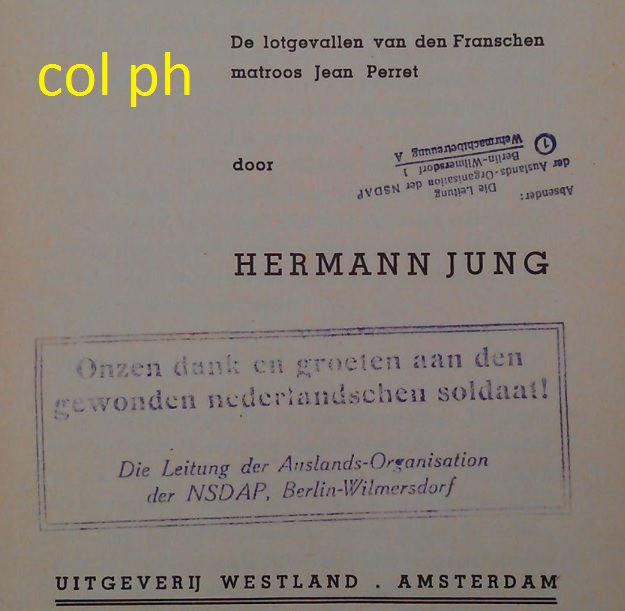 col ph
De lotgevallen van den Franschen
matroos Jean Perret
door
Absender:
Die Leitung
der Auslands-Organisation der NSDAP
Berlin-Wilmersdorf 1
Wehrmachtbetreuung A
1
HERMANN JUNG
Onzen dank en groeten aan den
gewonden nederlandschen soldaat!
Die Leitung der Auslands-Organisation
der NSDAP, Berlin-Wilmersdorf
UITGEVERIJ WESTLAND . AMSTERDAM